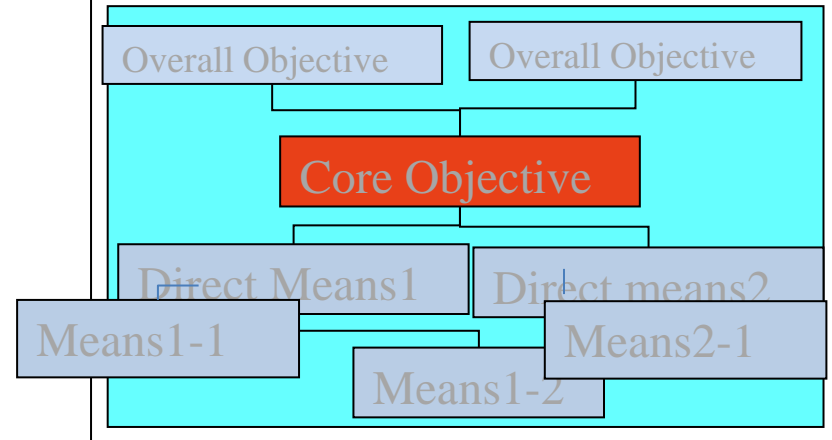 Overall Objective
Overall Objective
Core Objective
Direct Means1
Direct means2
Means1-1
Means2-1
Means1-2